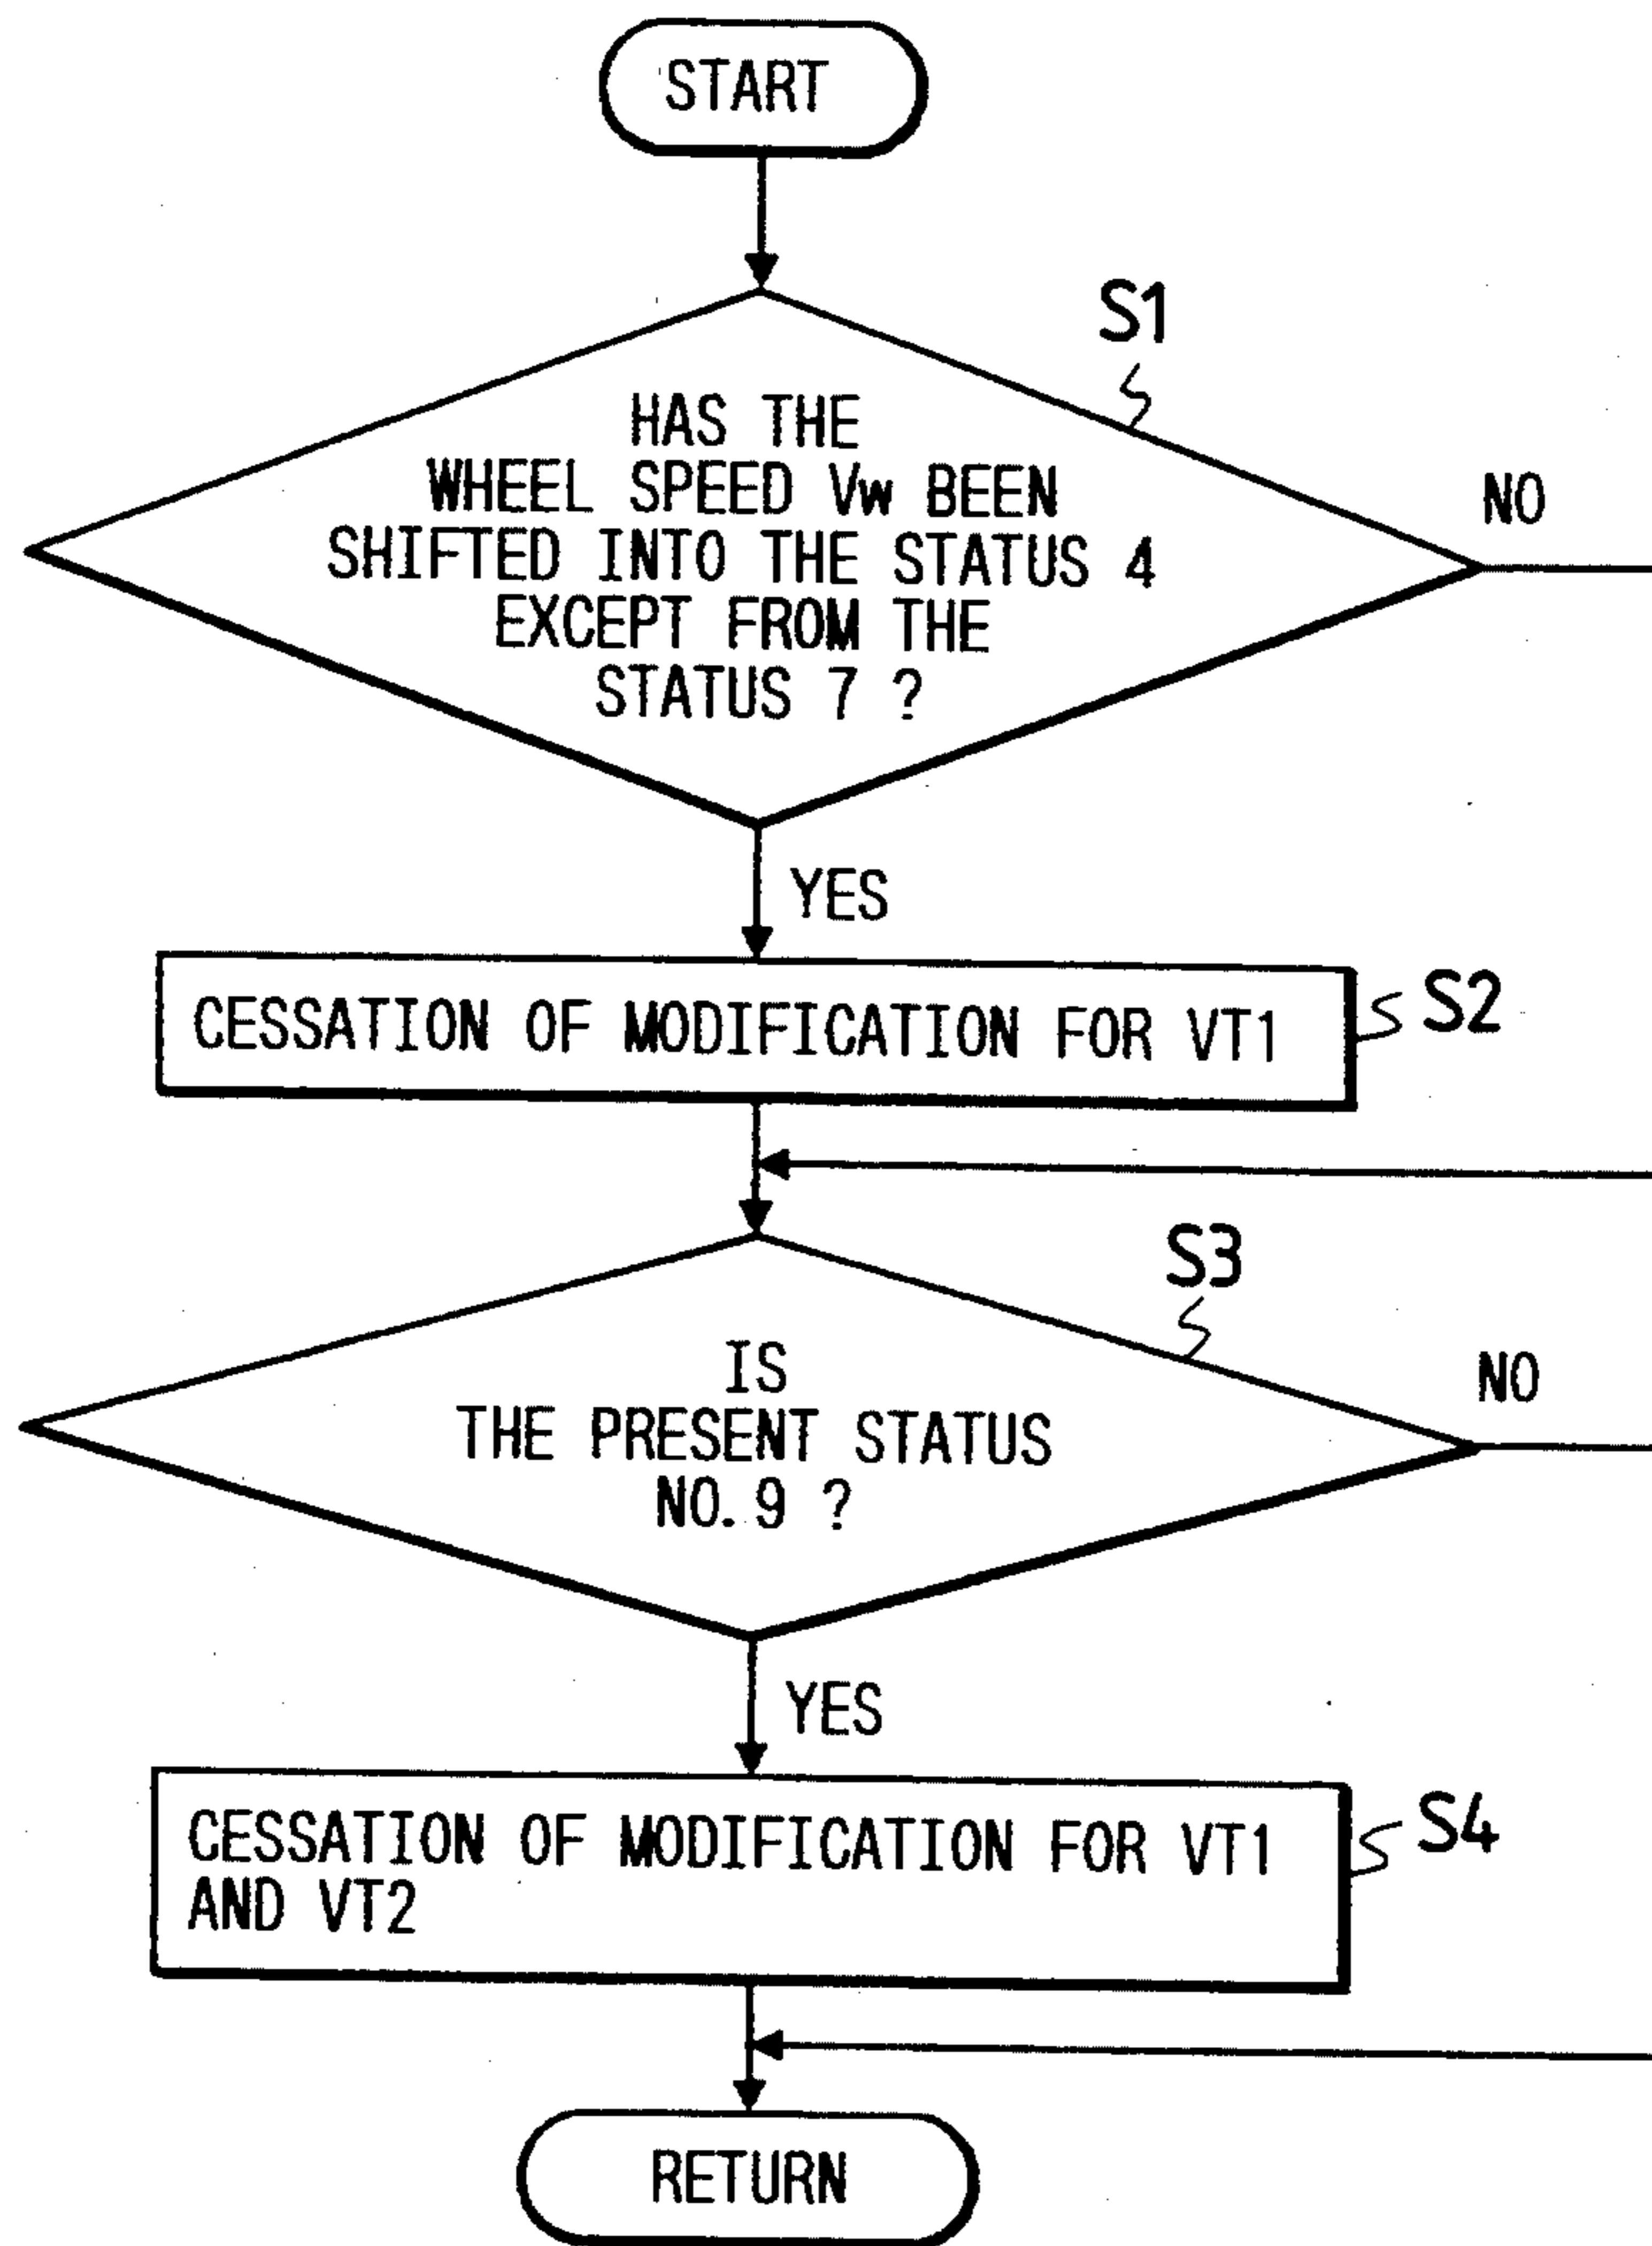 START
S1
HAS THE
WHEEL SPEED Vw BEEN
SHIFTED INTO THE STATUS 4
EXCEPT FROM THE
STATUS 7 ?
NO
YES
CESSATION OF MODIFICATION FOR VT1
S2
S3
IS
THE PRESENT STATUS
NO. 9 ?
NO
YES
CESSATION OF MODIFICATION FOR VT1
AND VT2
S4
RETURN